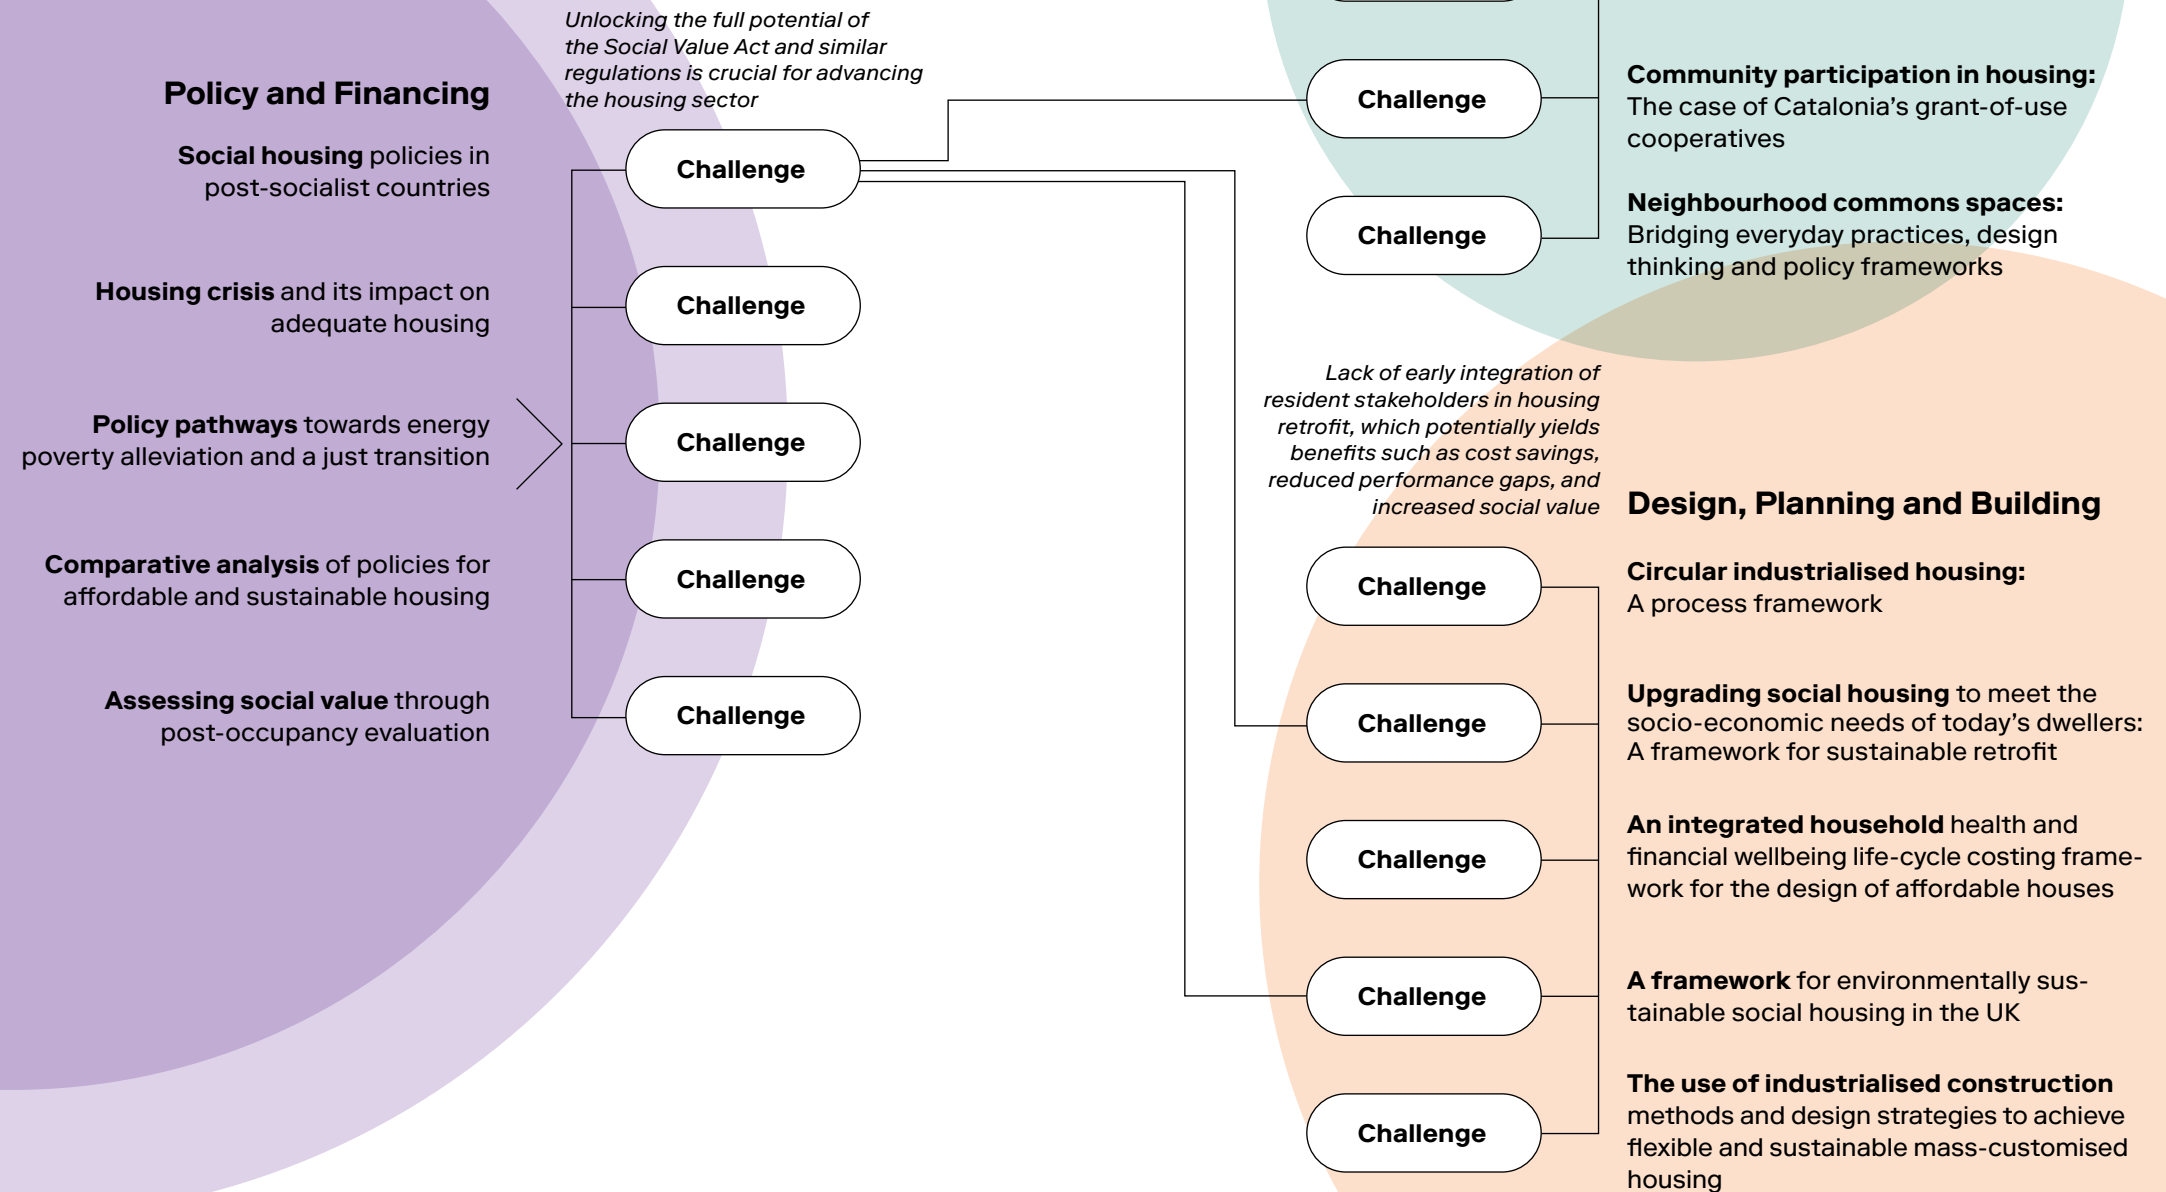 Unlocking the full potential of
the Social Value Act and similar
regulations is crucial for advancing
the housing sector
Policy and Financing
Social housing policies in
post-socialist countries
Challenge
Housing crisis and its impact on
adequate housing
Challenge
Policy pathways towards energy
poverty alleviation and a just transition
Challenge
Comparative analysis of policies for
affordable and sustainable housing
Challenge
Assessing social value through
post-occupancy evaluation
Challenge
Challenge
Community participation in housing:
The case of Catalonia’s grant-of-use
cooperatives
Challenge
Neighbourhood commons spaces:
Bridging everyday practices, design
thinking and policy frameworks
Lack of early integration of
resident stakeholders in housing
retrofit, which potentially yields
benefits such as cost savings,
reduced performance gaps, and
increased social value
Design, Planning and Building
Challenge
Circular industrialised housing:
A process framework
Challenge
Upgrading social housing to meet the
socio-economic needs of today’s dwellers:
A framework for sustainable retrofit
Challenge
An integrated household health and
financial wellbeing life-cycle costing frame-
work for the design of affordable houses
Challenge
A framework for environmentally sus-
tainable social housing in the UK
Challenge
The use of industrialised construction
methods and design strategies to achieve
flexible and sustainable mass-customised
housing